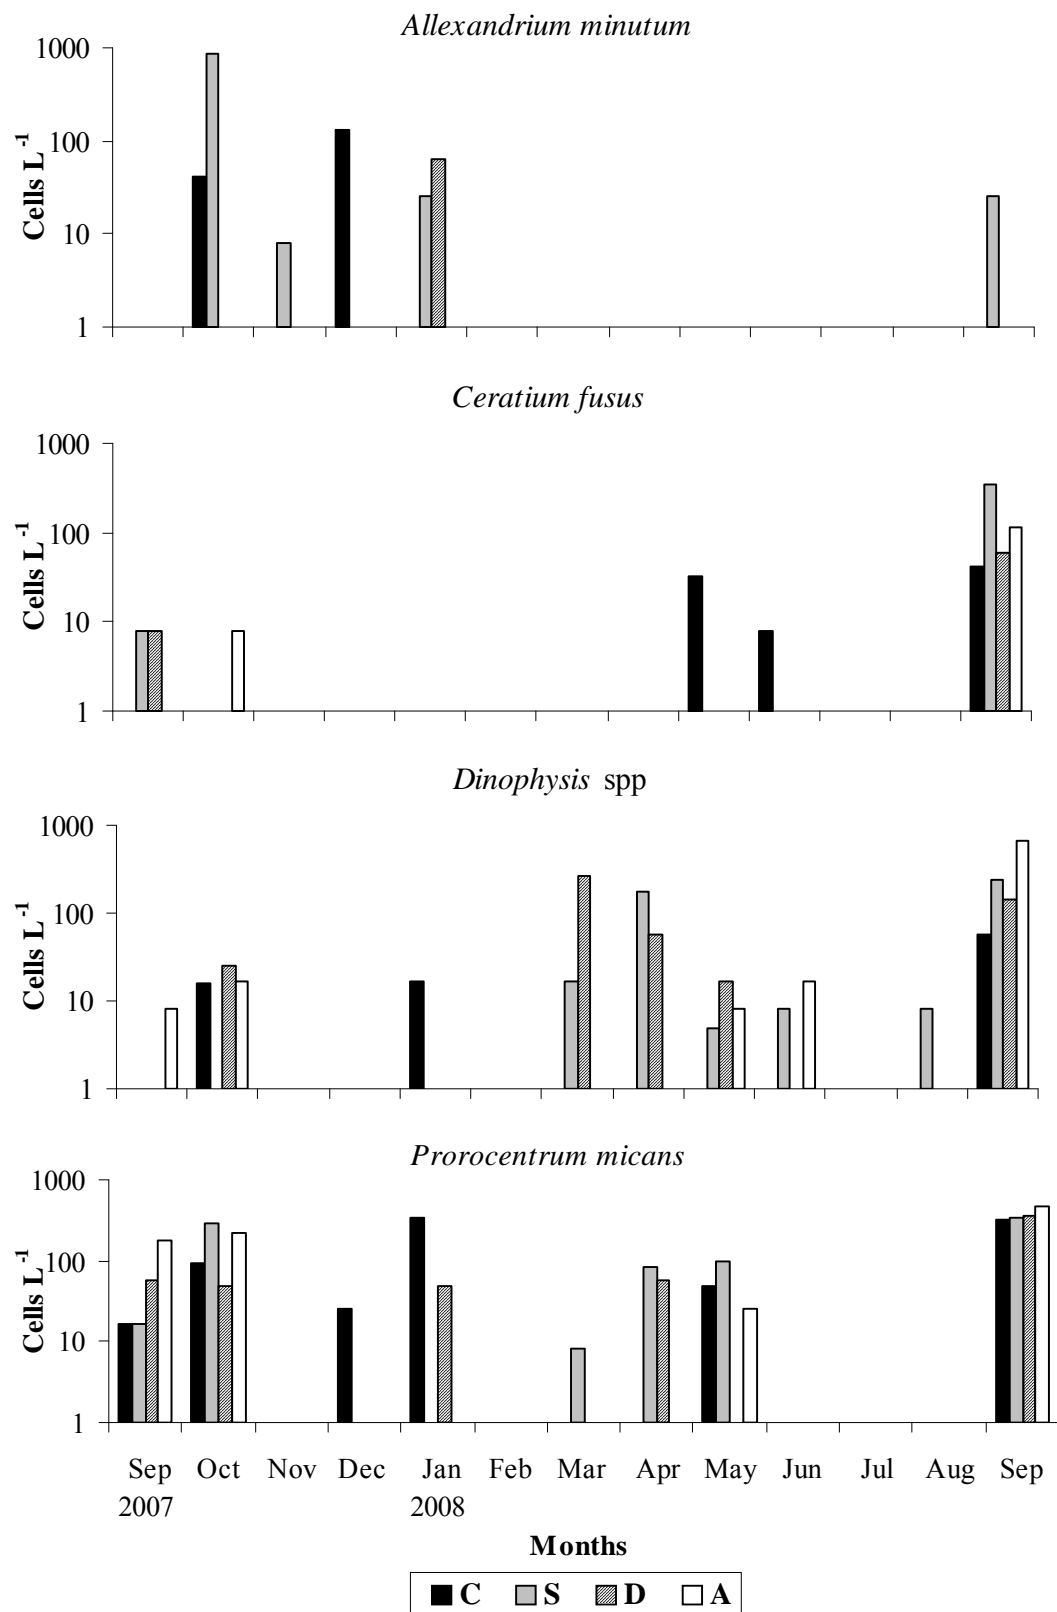 Allexandrium minutum
1000
100
10
1
Cells L-1
Ceratium fusus
1000
100
10
1
Cells L-1
Dinophysis spp
1000
100
10
1
Cells L-1
Prorocentrum micans
1000
100
10
1
Cells L-1
Sep Oct Nov Dec Jan Feb Mar Apr May Jun Jul Aug Sep
2007 2008
Months
C S D A